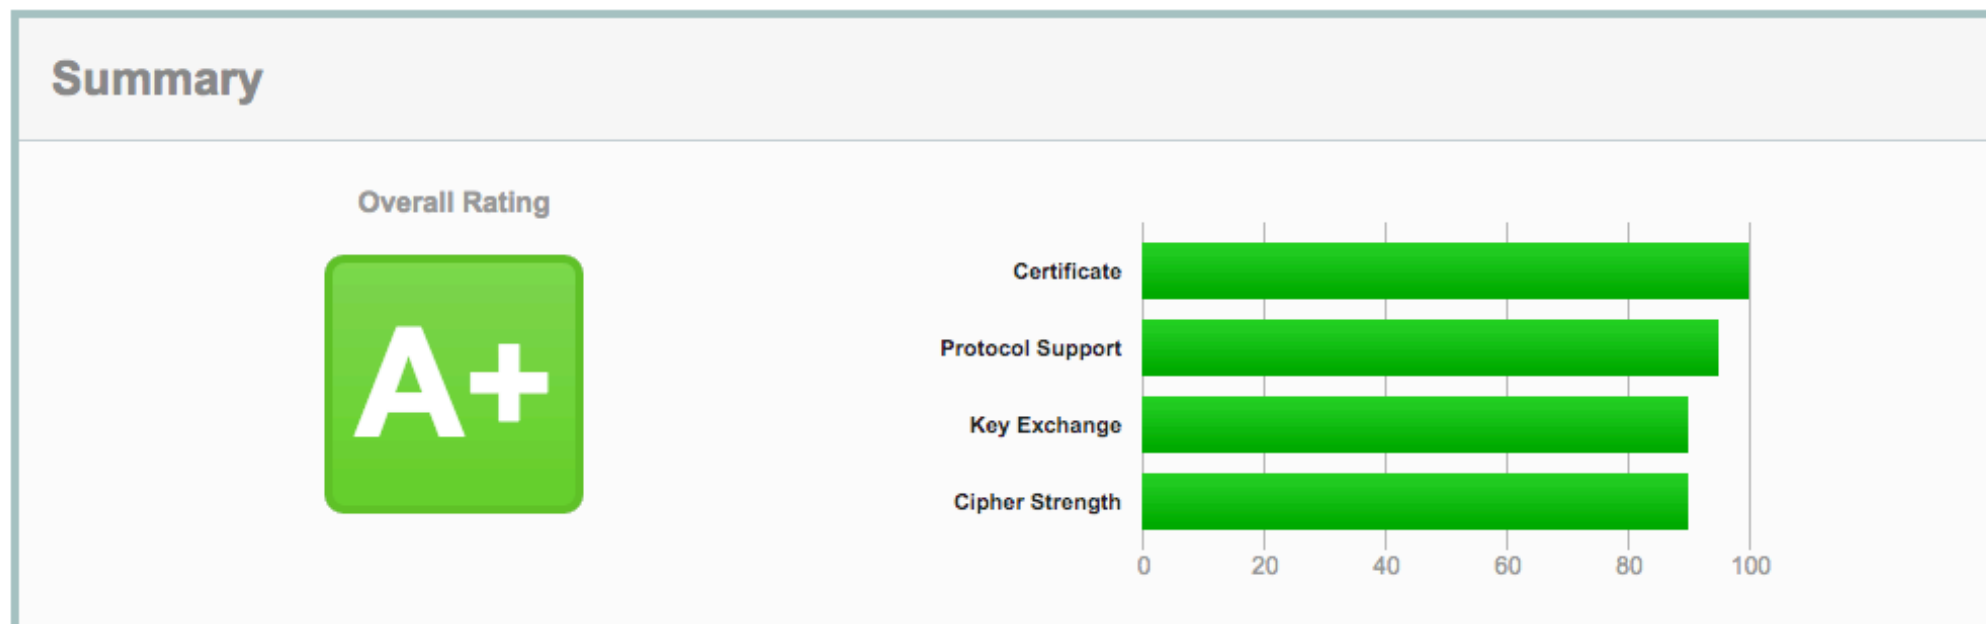 Summary
Overall Rating
A+
Certificate
Protocol Support
Key Exchange
Cipher Strength
0 20 40 60 80 100